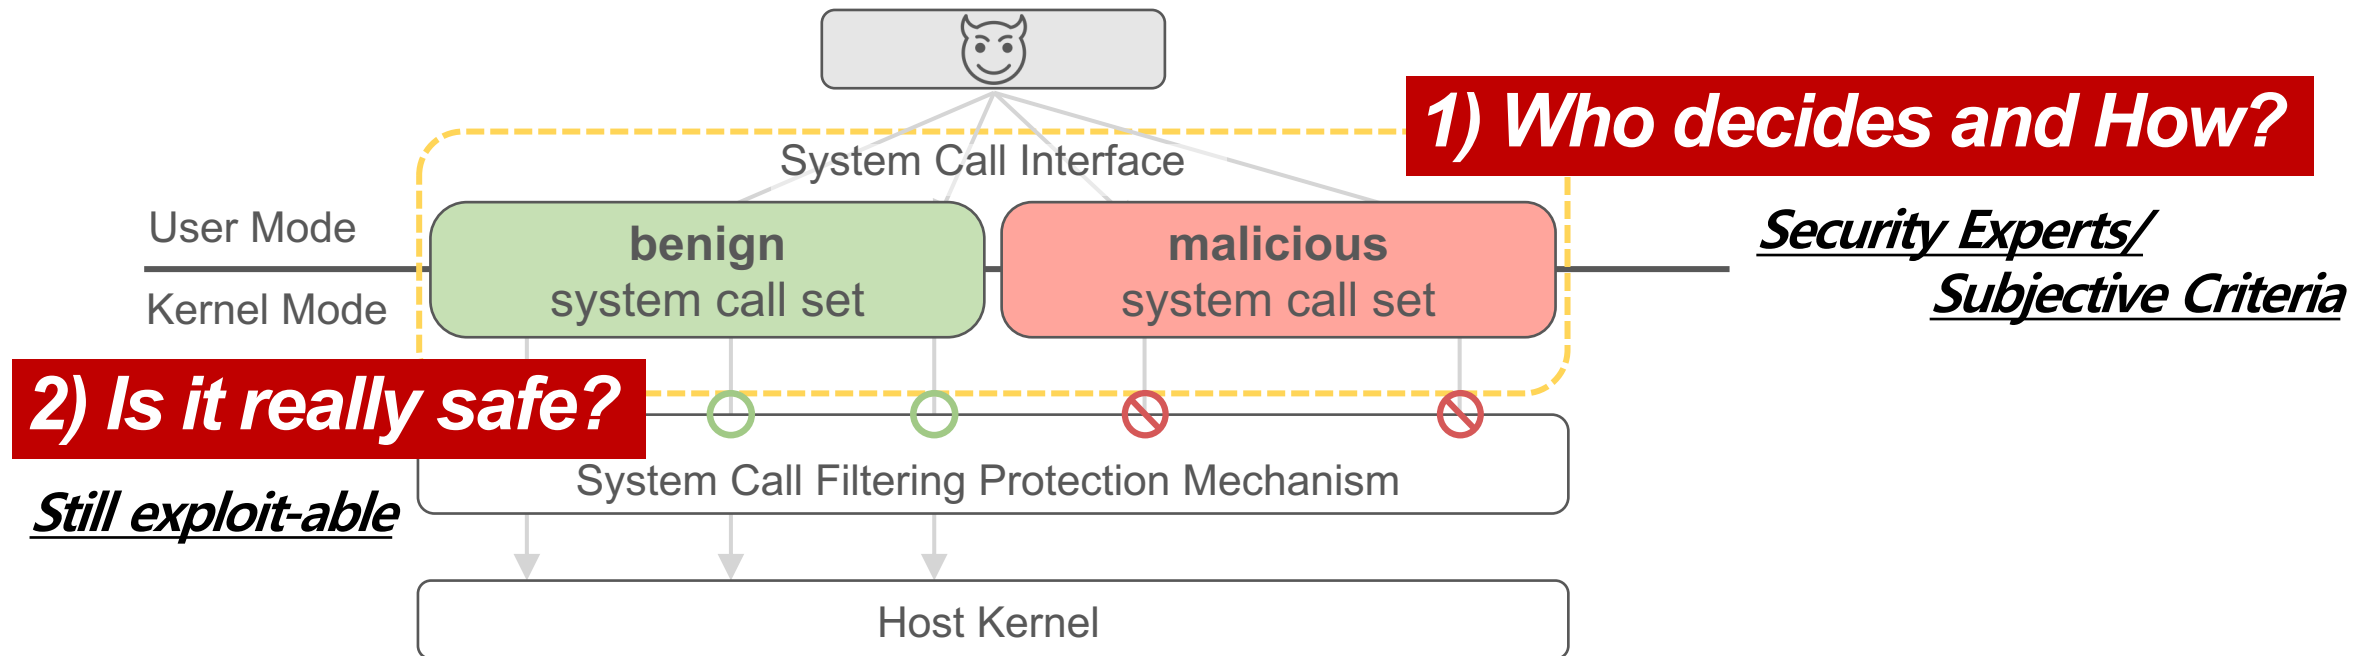 1) Who decides and How?
System Call Interface
User Mode
benign
system call set
malicious
system call set
Security Experts/
Subjective Criteria
Kernel Mode
2) Is it really safe?
System Call Filtering Protection Mechanism
Still exploit-able
Host Kernel